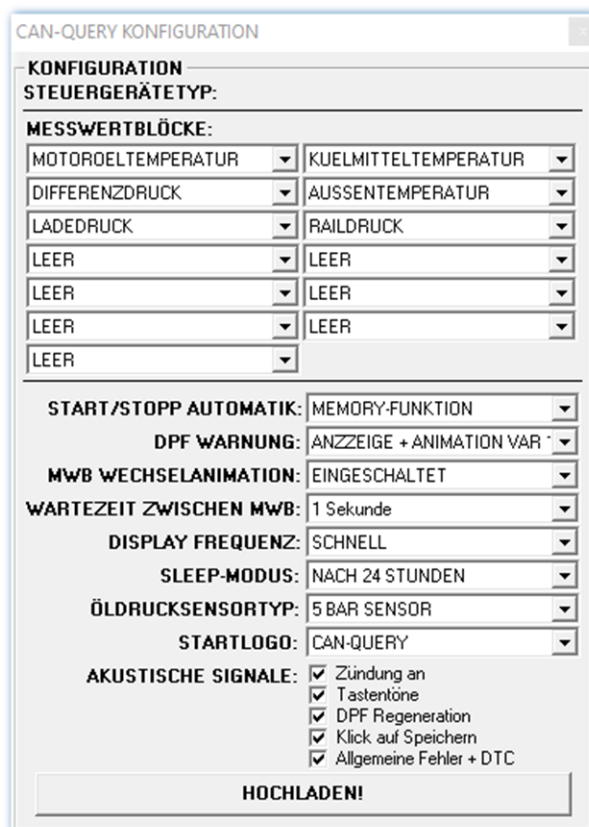 CAN-QUERY KONFIGURATION
KONFIGURATION
STEUERGERÄTETYP:
MESSWERTBLÖCKE:
MOTOROELTEMPERATUR KUELMITTELTEMPERATUR
DIFFERENZDRUCK AUSSENTEMPERATUR
LADEDRUCK RAILDRUCK
LEER LEER
LEER LEER
LEER LEER
LEER
START/STOPP AUTOMATIK: MEMORY-FUNKTION
DPF WARNUNG: ANZZEIGE + ANIMATION VAR
MWB WECHSELANIMATION: EINGESCHALTET
WARTEZEIT ZWISCHEN MWB: 1 Sekunde
DISPLAY FREQUENZ: SCHNELL
SLEEP-MODUS: NACH 24 STUNDEN
ÖLDRUCKSENSORTYP: 5 BAR SENSOR
STARTLOGO: CAN-QUERY
AKUSTISCHE SIGNALE: Zündung an
Tastentöne
DPF Regeneration
Klick auf Speichern
Allgemeine Fehler + DTC
HOCHLADEN!